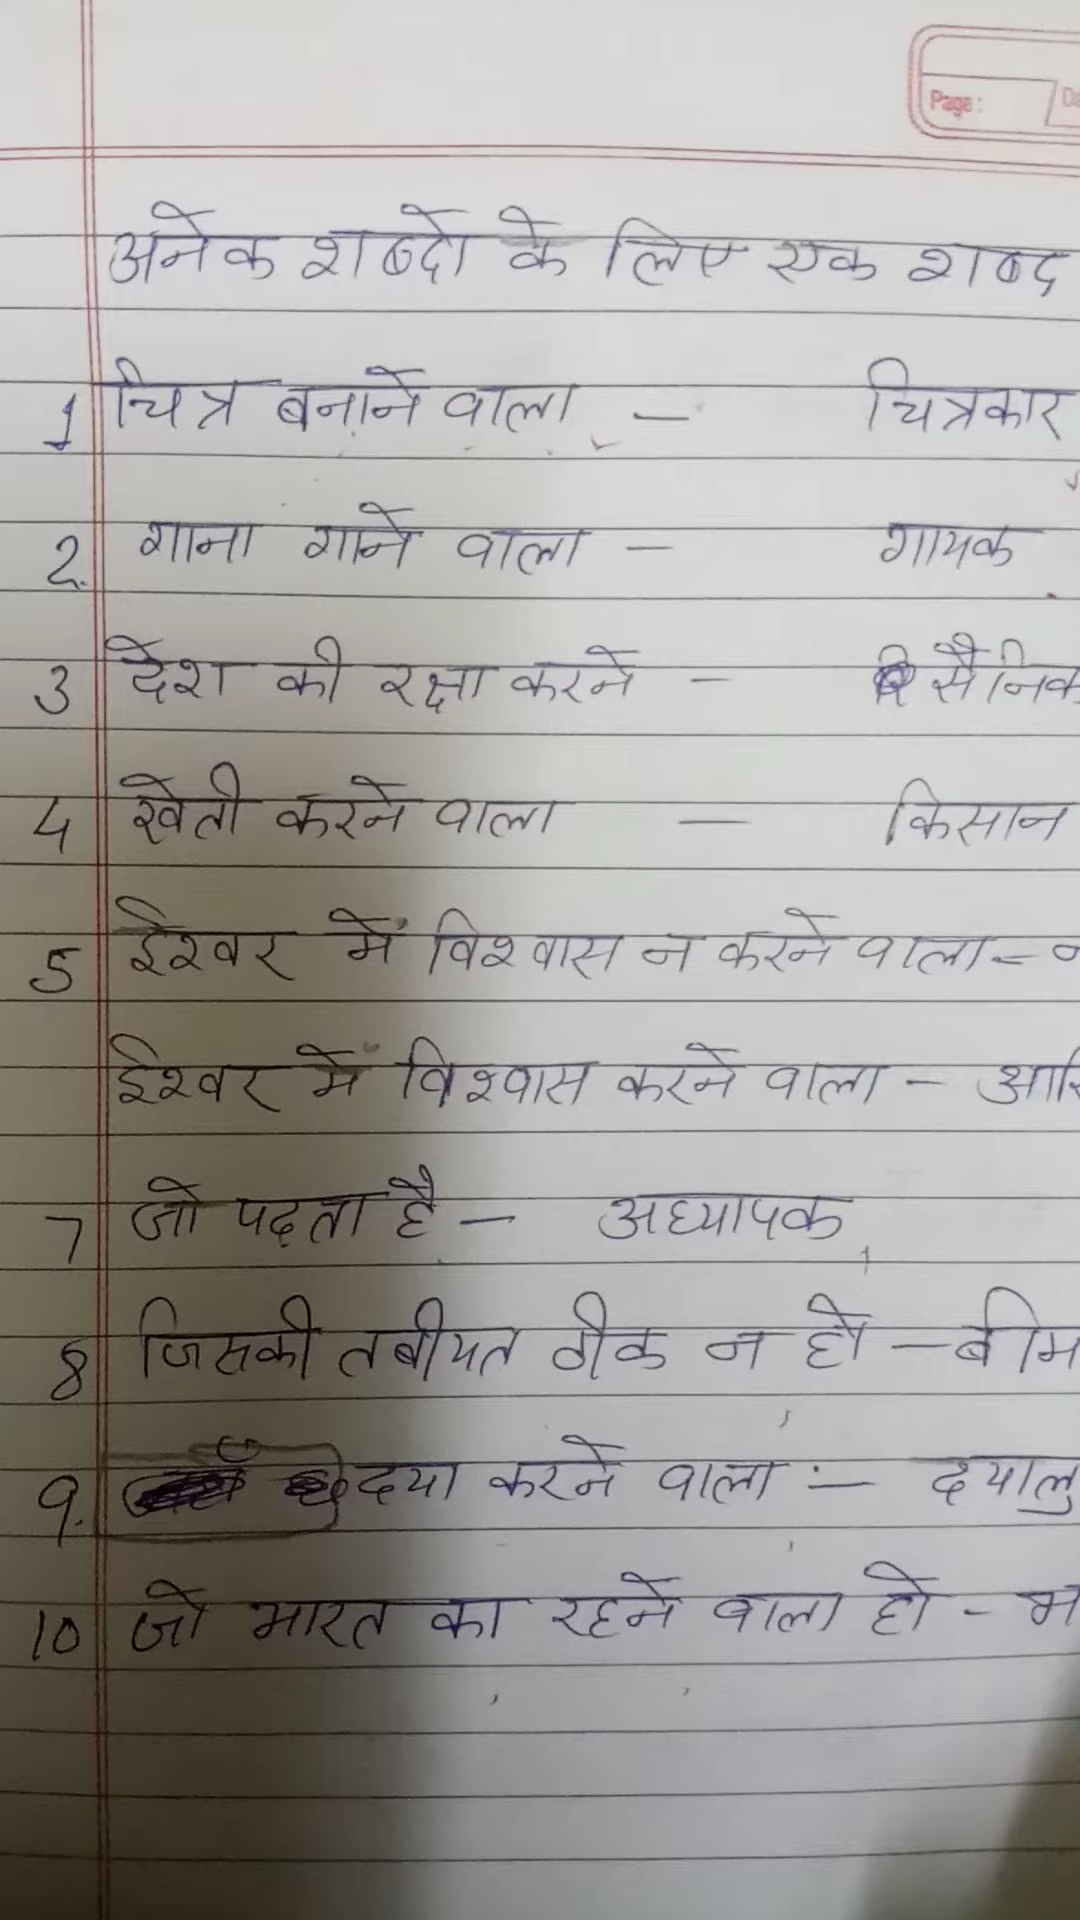 Page:
अनेक शब्दो के लिए एक शब्द
1 चित्र बनाने वाला — चित्रकार
2. गाना गाने वाला — गायक
3 देश की रक्षा करने — सैनिक
4 खेती करने वाला — किसान
5 ईश्वर में विश्वास न करने वाला —
ईश्वर में विश्वास करने वाला —
7 जो पढ़ता है — अध्यापक
8 जिसकी तबीयत ठीक न हो —
9. दया करने वाला :— दयालु
10 जो भारत का रहने वाला हो -